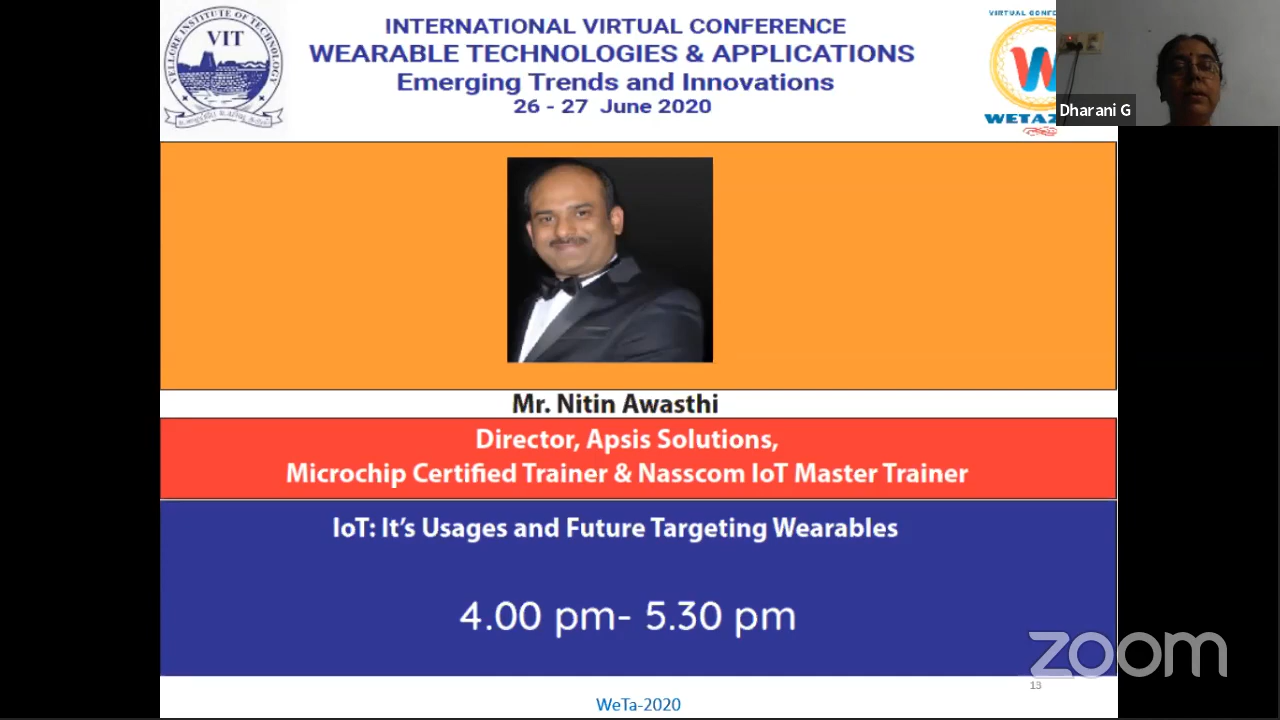 VELLORE INSTITUTE OF TECHNOLOGY
VIT
INTERNATIONAL VIRTUAL CONFERENCE
WEARABLE TECHNOLOGIES & APPLICATIONS
Emerging Trends and Innovations
26 - 27 June 2020
VIRTUAL CONFE
WETA
Dharani G
Mr. Nitin Awasthi
Director, Apsis Solutions,
Microchip Certified Trainer & Nasscom IoT Master Trainer
IoT: It's Usages and Future Targeting Wearables
4.00 pm- 5.30 pm
zoom
13
WeTa-2020